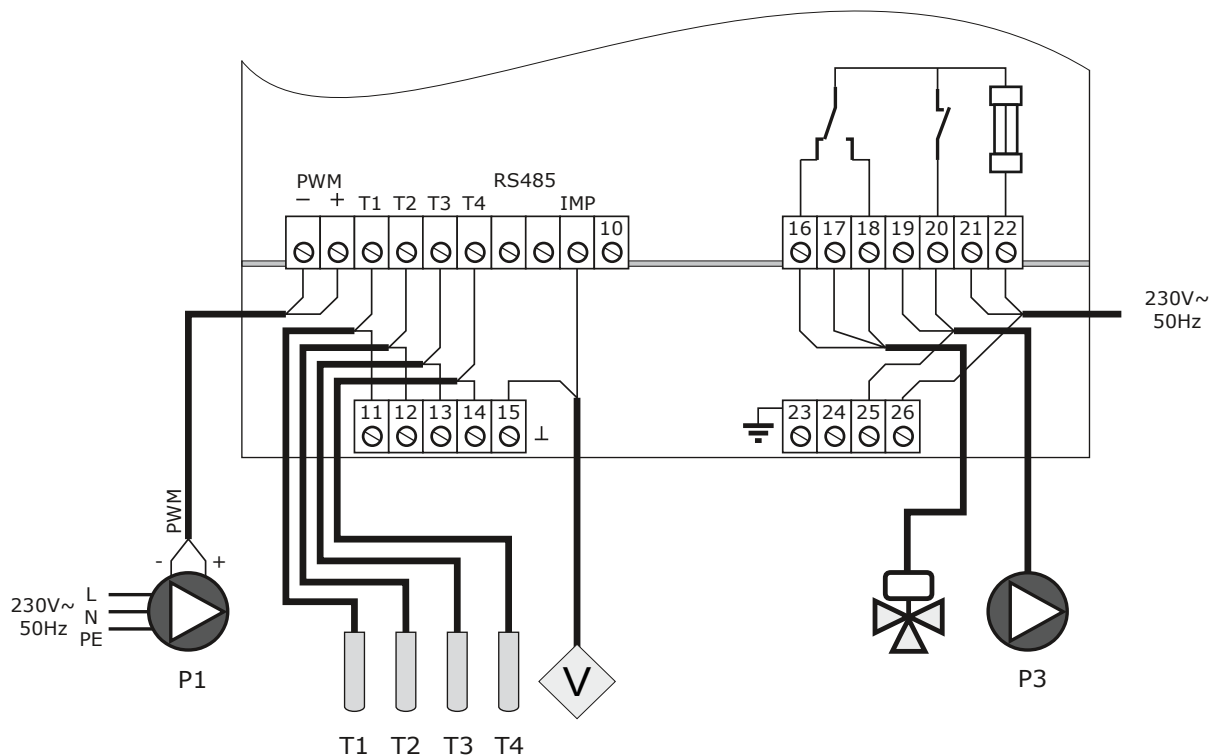 PWM RS485
− + T1 T2 T3 T4 IMP
10
16 17 18 19 20 21 22
230V~
50Hz
11 12 13 14 15 ⊥
23 24 25 26
PWM
- +
230V~
50Hz
L
N
PE
P1
V
P3
T1 T2 T3 T4